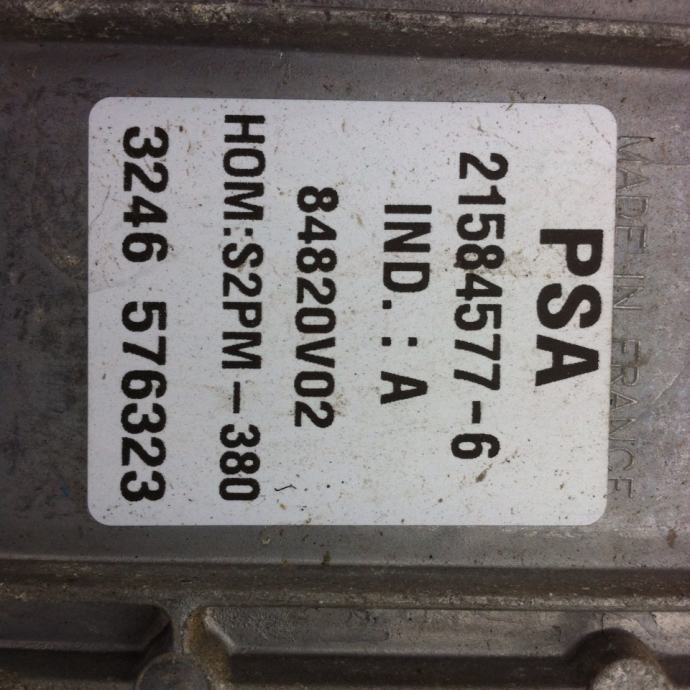 MADE IN FRANCE
PSA
21584577-6
IND.: A
84820V02
HOM:S2PM-380
3246 576323